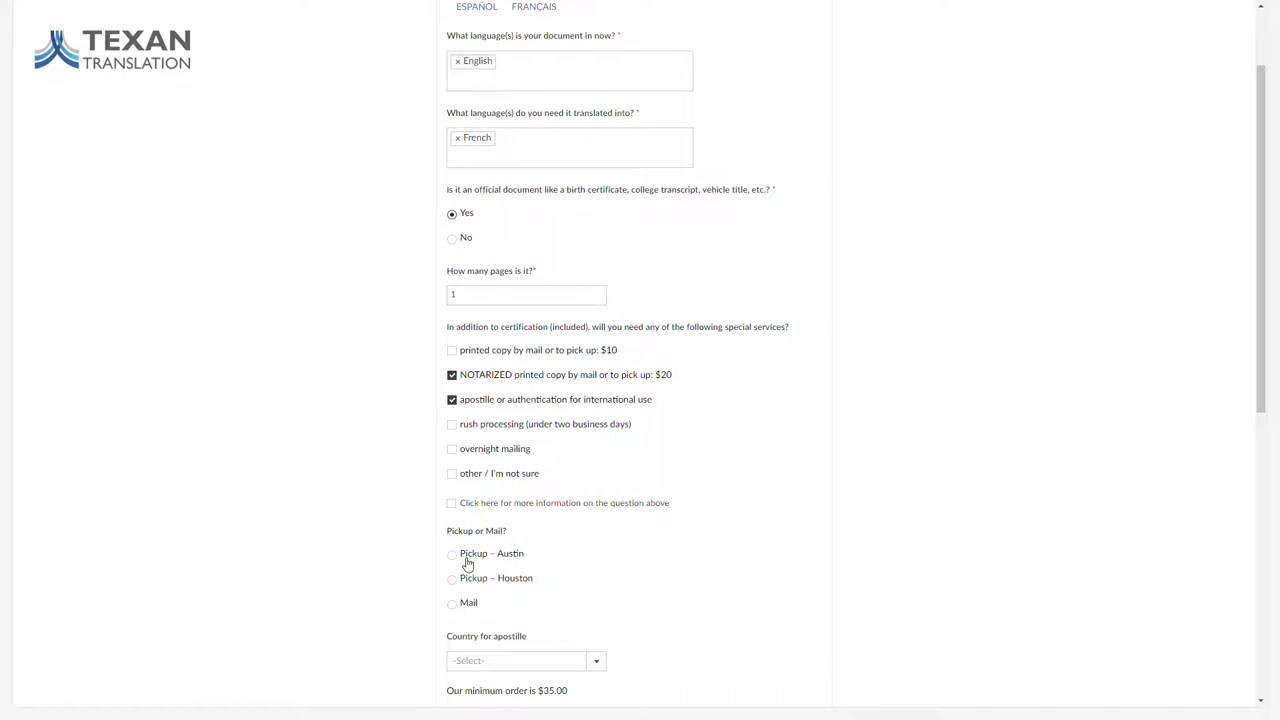 ESPAÑOL FRANÇAIS
TEXAN
TRANSLATION
What language(s) is your document in now? *
× English
What language(s) do you need it translated into? *
× French
Is it an official document like a birth certificate, college transcript, vehicle title, etc.? *
Yes
No
How many pages is it?*
1
In addition to certification (included), will you need any of the following special services?
printed copy by mail or to pick up: $10
NOTARIZED printed copy by mail or to pick up: $20
apostille or authentication for international use
rush processing (under two business days)
overnight mailing
other / I'm not sure
Click here for more information on the question above
Pickup or Mail?
Pickup – Austin
Pickup – Houston
Mail
Country for apostille
-Select-
Our minimum order is $35.00